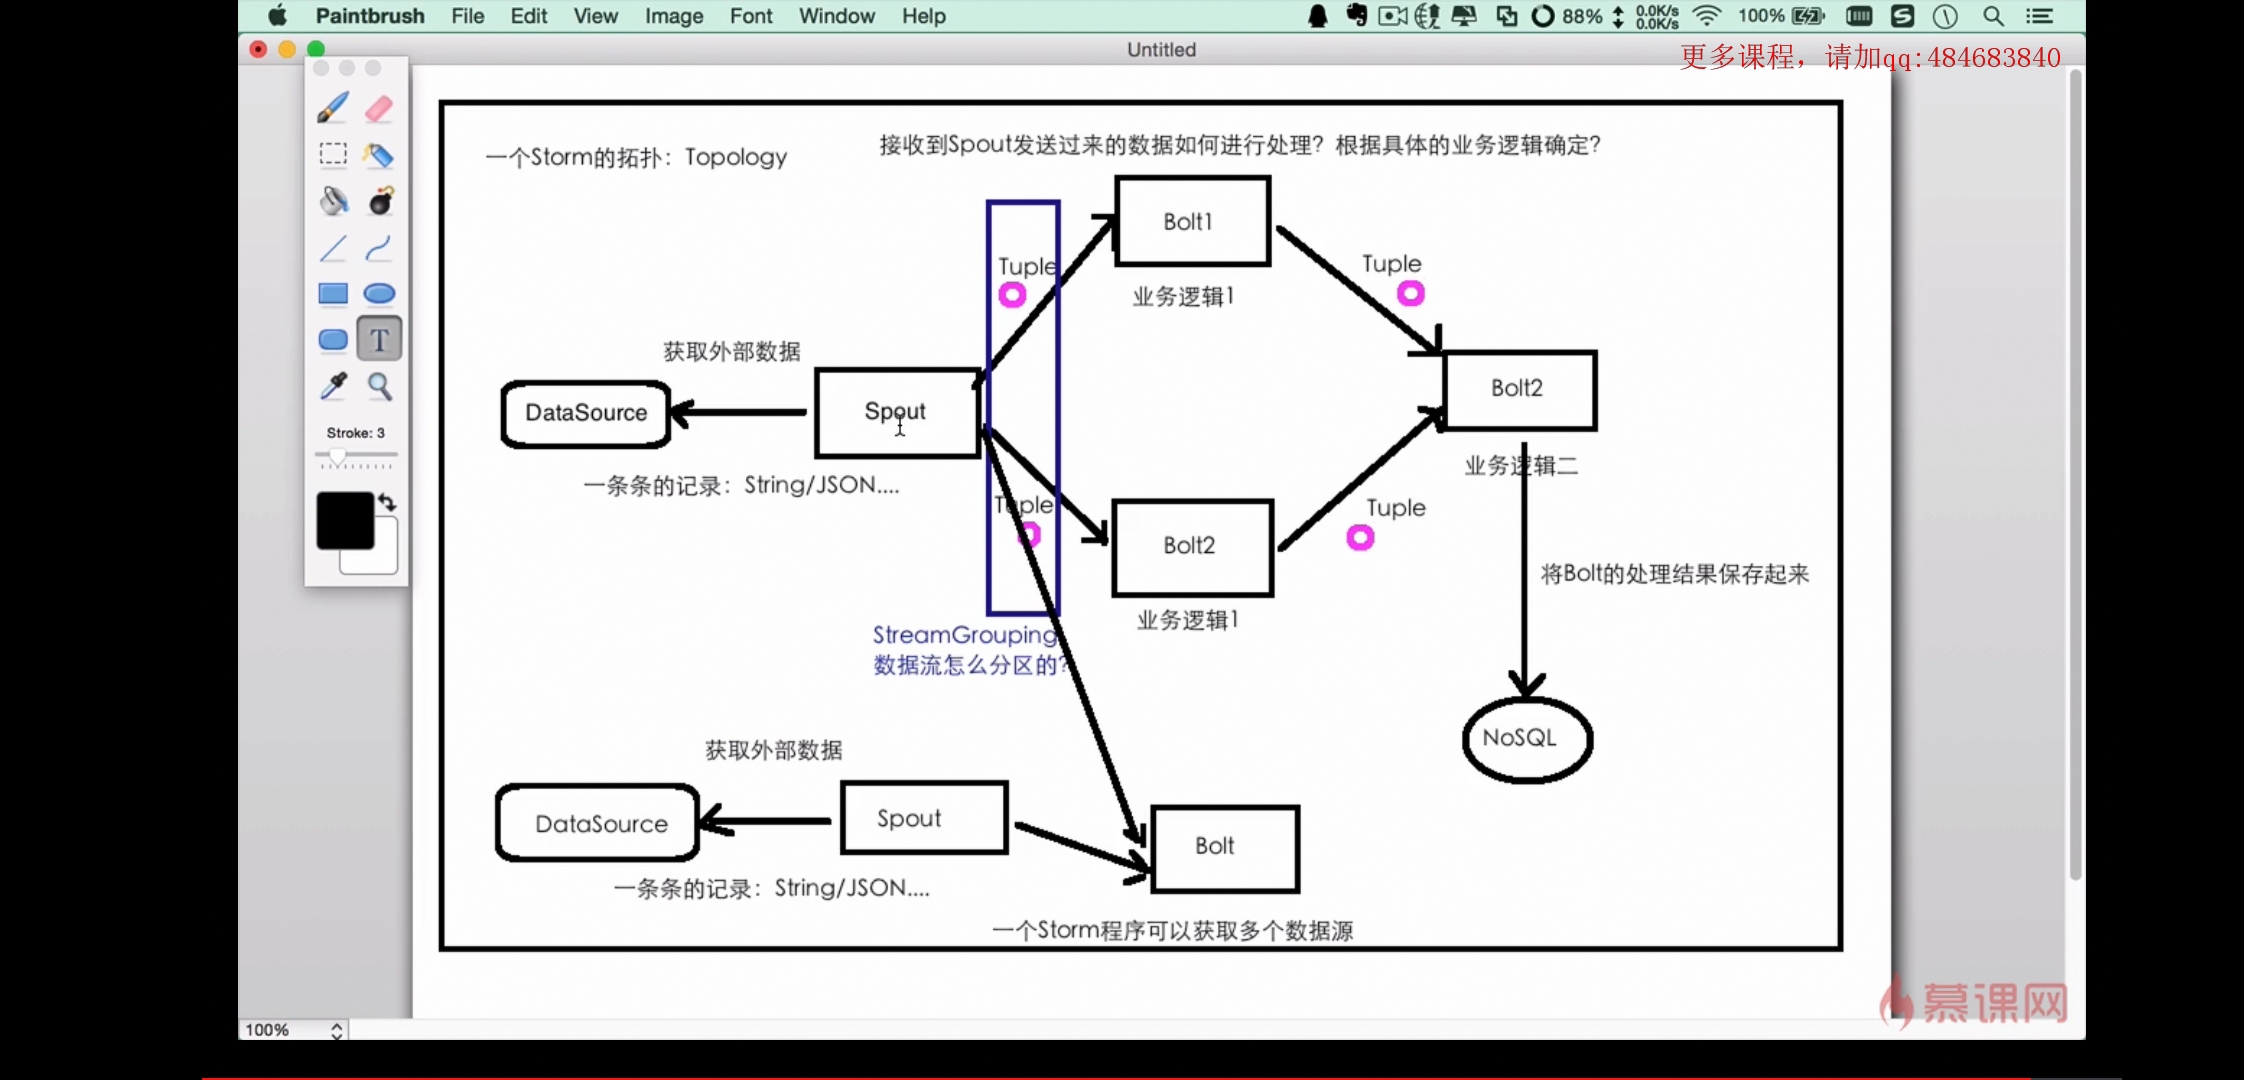 Paintbrush File Edit View Image Font Window Help
88% 0.0K/s 0.0K/s 100%
Untitled
更多课程，请加qq:484683840
一个Storm的拓扑：Topology
接收到Spout发送过来的数据如何进行处理？根据具体的业务逻辑确定？
Bolt1
Tuple
Tuple
业务逻辑1
获取外部数据
DataSource
Spout
Bolt2
一条条的记录：String/JSON....
业务逻辑二
Tuple
Tuple
Bolt2
将Bolt的处理结果保存起来
业务逻辑1
StreamGrouping
数据流怎么分区的？
NoSQL
获取外部数据
DataSource
Spout
Bolt
一条条的记录：String/JSON....
一个Storm程序可以获取多个数据源
T
Stroke: 3
慕课网
100%